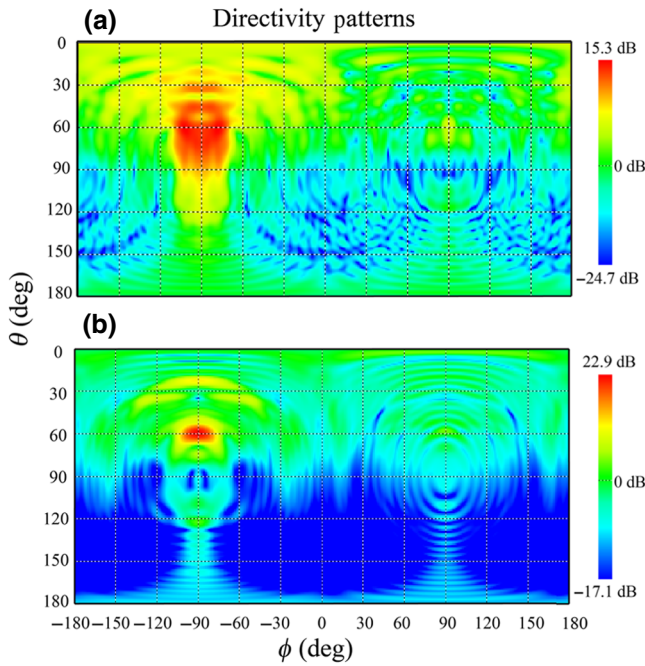 (a)
Directivity patterns
0
30
60
90
120
150
180
15.3 dB
0 dB
−24.7 dB
θ (deg)
(b)
0
30
60
90
120
150
180
22.9 dB
0 dB
−17.1 dB
−180 −150 −120 −90 −60 −30 0 30 60 90 120 150 180
ϕ (deg)